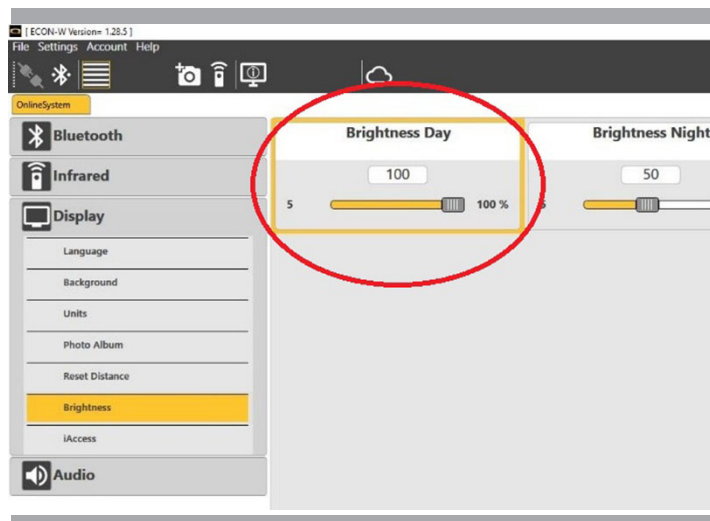 [ ECON-W Version= 1.28.5 ]
File Settings Account Help
OnlineSystem
Bluetooth
Infrared
Display
Language
Background
Units
Photo Album
Reset Distance
Brightness
iAccess
Audio
Brightness Day
100
5 100 %
Brightness Night
50